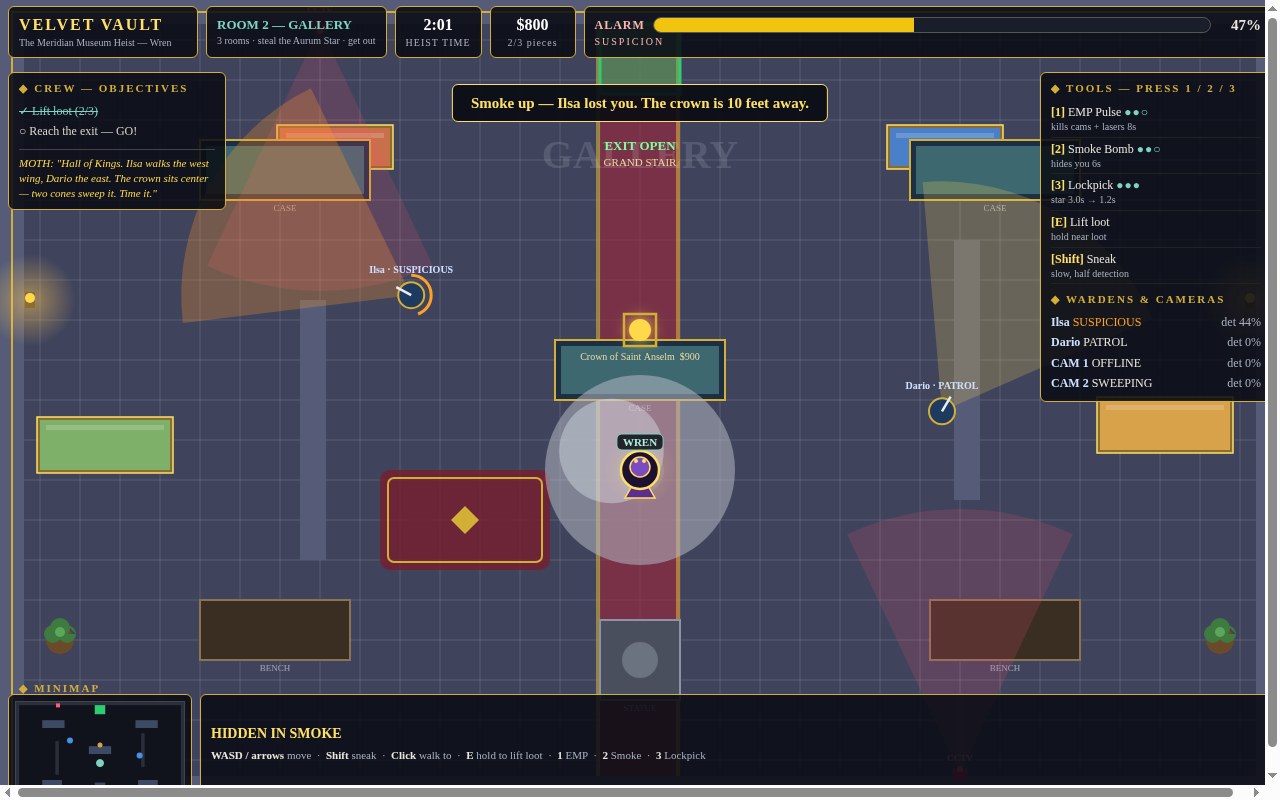 VELVET VAULT
The Meridian Museum Heist — Wren
ROOM 2 — GALLERY
3 rooms · steal the Aurum Star · get out
2:01
HEIST TIME
$800
2/3 pieces
ALARM
47%
SUSPICION
◆ CREW — OBJECTIVES
✓ Lift loot (2/3)
○ Reach the exit — GO!
MOTH: "Hall of Kings. Ilsa walks the west
wing, Dario the east. The crown sits center
— two cones sweep it. Time it."
Smoke up — Ilsa lost you. The crown is 10 feet away.
GALLERY
EXIT OPEN
GRAND STAIR
CASE
CASE
Ilsa · SUSPICIOUS
Crown of Saint Anselm $900
CASE
Dario · PATROL
WREN
BENCH
BENCH
◆ TOOLS — PRESS 1 / 2 / 3
[1] EMP Pulse ●●○
kills cams + lasers 8s
[2] Smoke Bomb ●●○
hides you 6s
[3] Lockpick ●●●
star 3.0s → 1.2s
[E] Lift loot
hold near loot
[Shift] Sneak
slow, half detection
◆ WARDENS & CAMERAS
Ilsa SUSPICIOUS det 44%
Dario PATROL det 0%
CAM 1 OFFLINE det 0%
CAM 2 SWEEPING det 0%
◆ MINIMAP
HIDDEN IN SMOKE
WASD / arrows move · Shift sneak · Click walk to · E hold to lift loot · 1 EMP · 2 Smoke · 3 Lockpick
CCTV